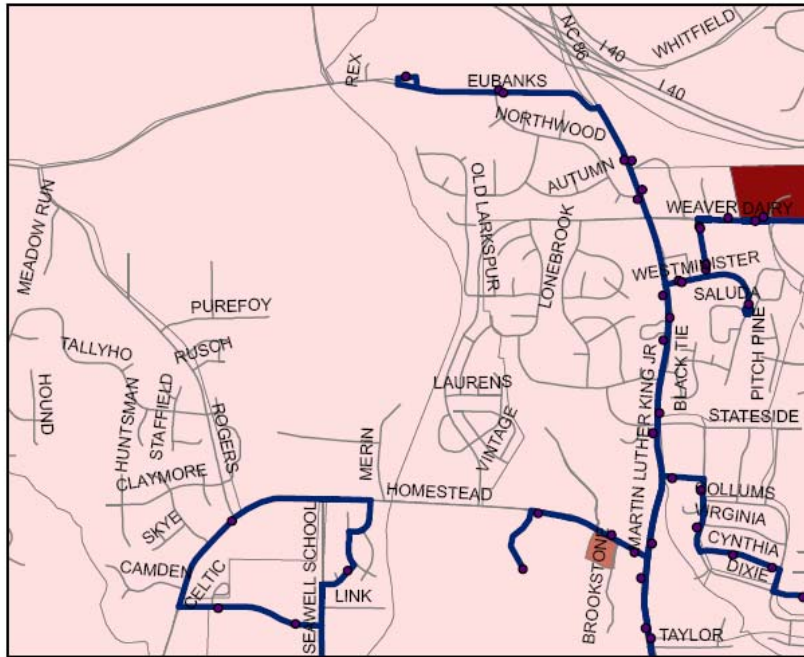 WHITFIELD
NC 86
I 40
I 40
REX
EUBANKS
NORTHWOOD
AUTUMN
OLD LARKSPUR
MEADOW RUN
LONEBROOK
WEAVER DAIRY
WESTMINISTER
SALUDA
PUREFOY
TALLYHO
RUSCH
PITCH PINE
BLACK TIE
HOUND
HUNTSMAN
STAFFIELD
LAURENS
MARTIN LUTHER KING JR
STATESIDE
ROGERS
VINTAGE
MERIN
CLAYMORE
HOMESTEAD
OLLUMS
SKYE
SEAWELL SCHOOL
VIRGINIA
CYNTHIA
CAMDEN
CELTIC
DIXIE
LINK
BROOKSTONE
TAYLOR